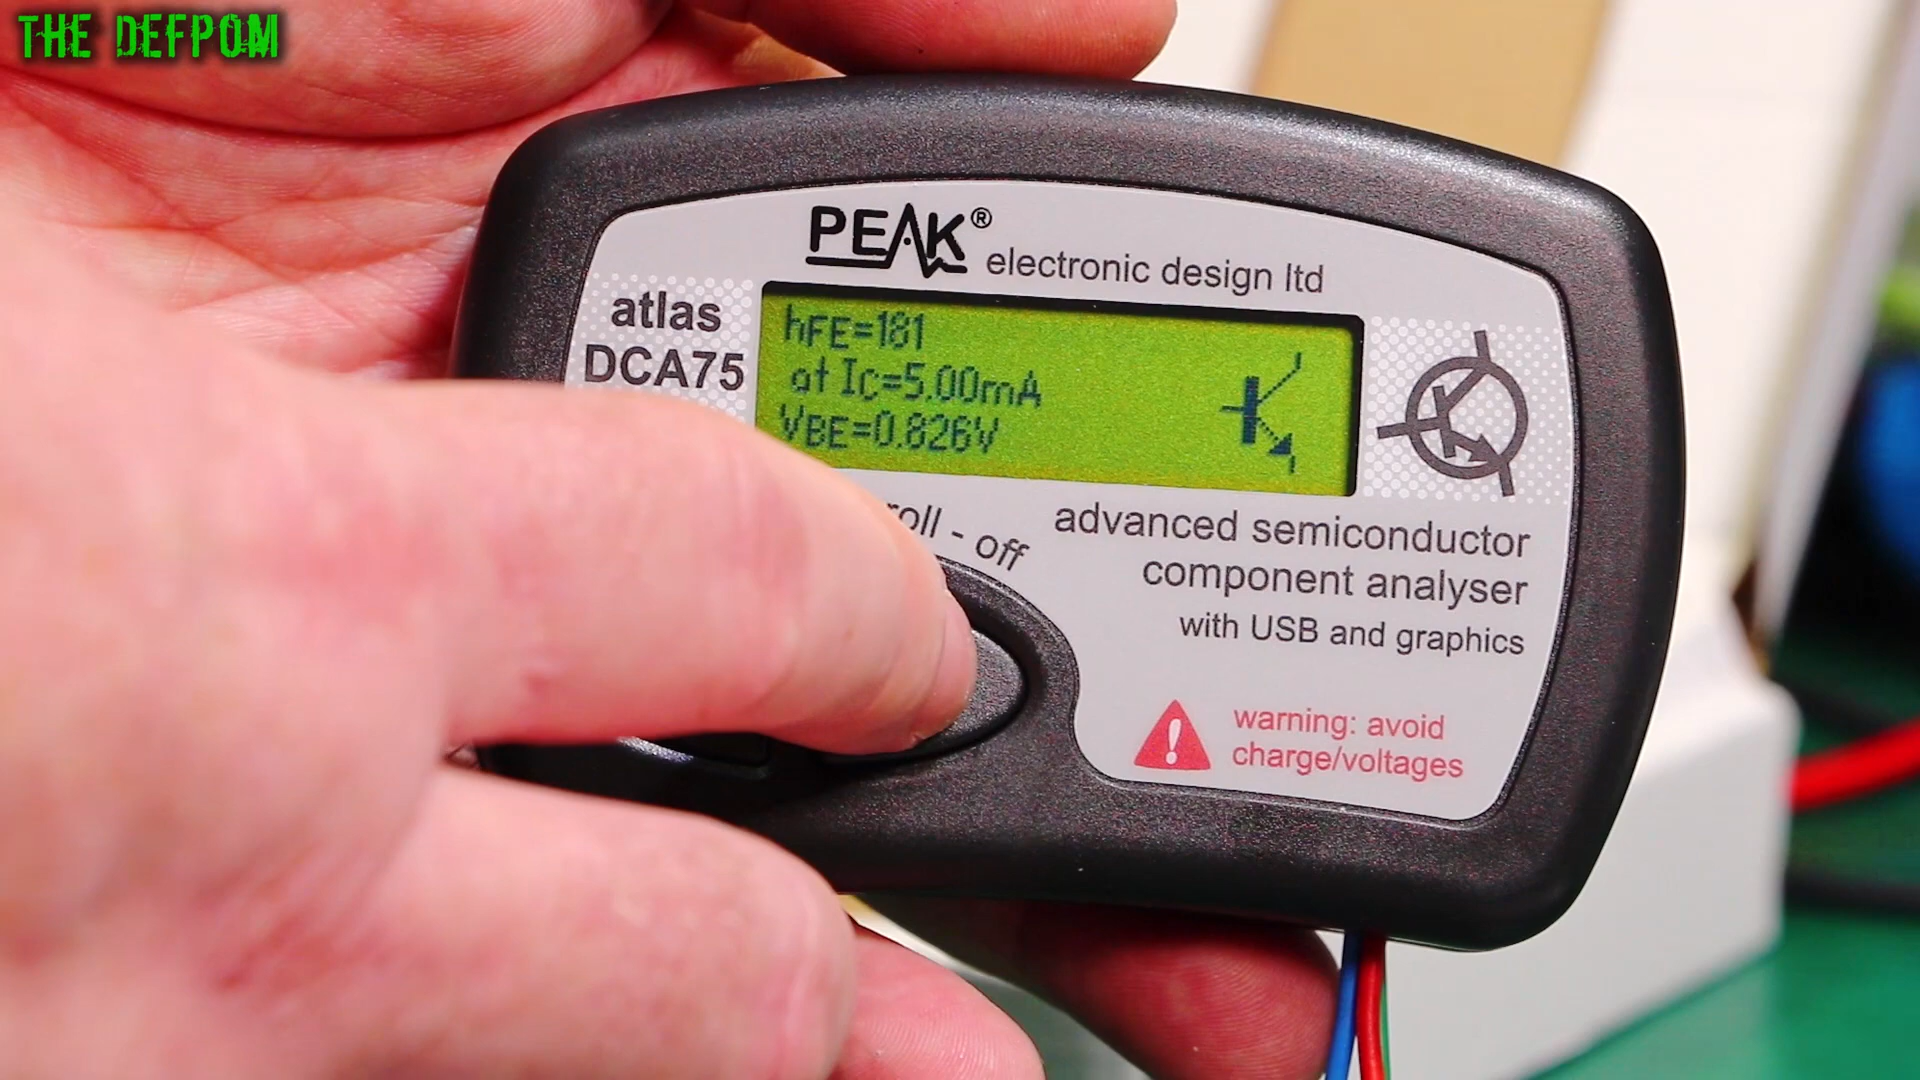 THE DEFPOM
PEAK®
electronic design ltd
atlas
DCA75
hFE=181
at Ic=5.00mA
VBE=0.826V
roll - off
advanced semiconductor
component analyser
with USB and graphics
warning: avoid
charge/voltages